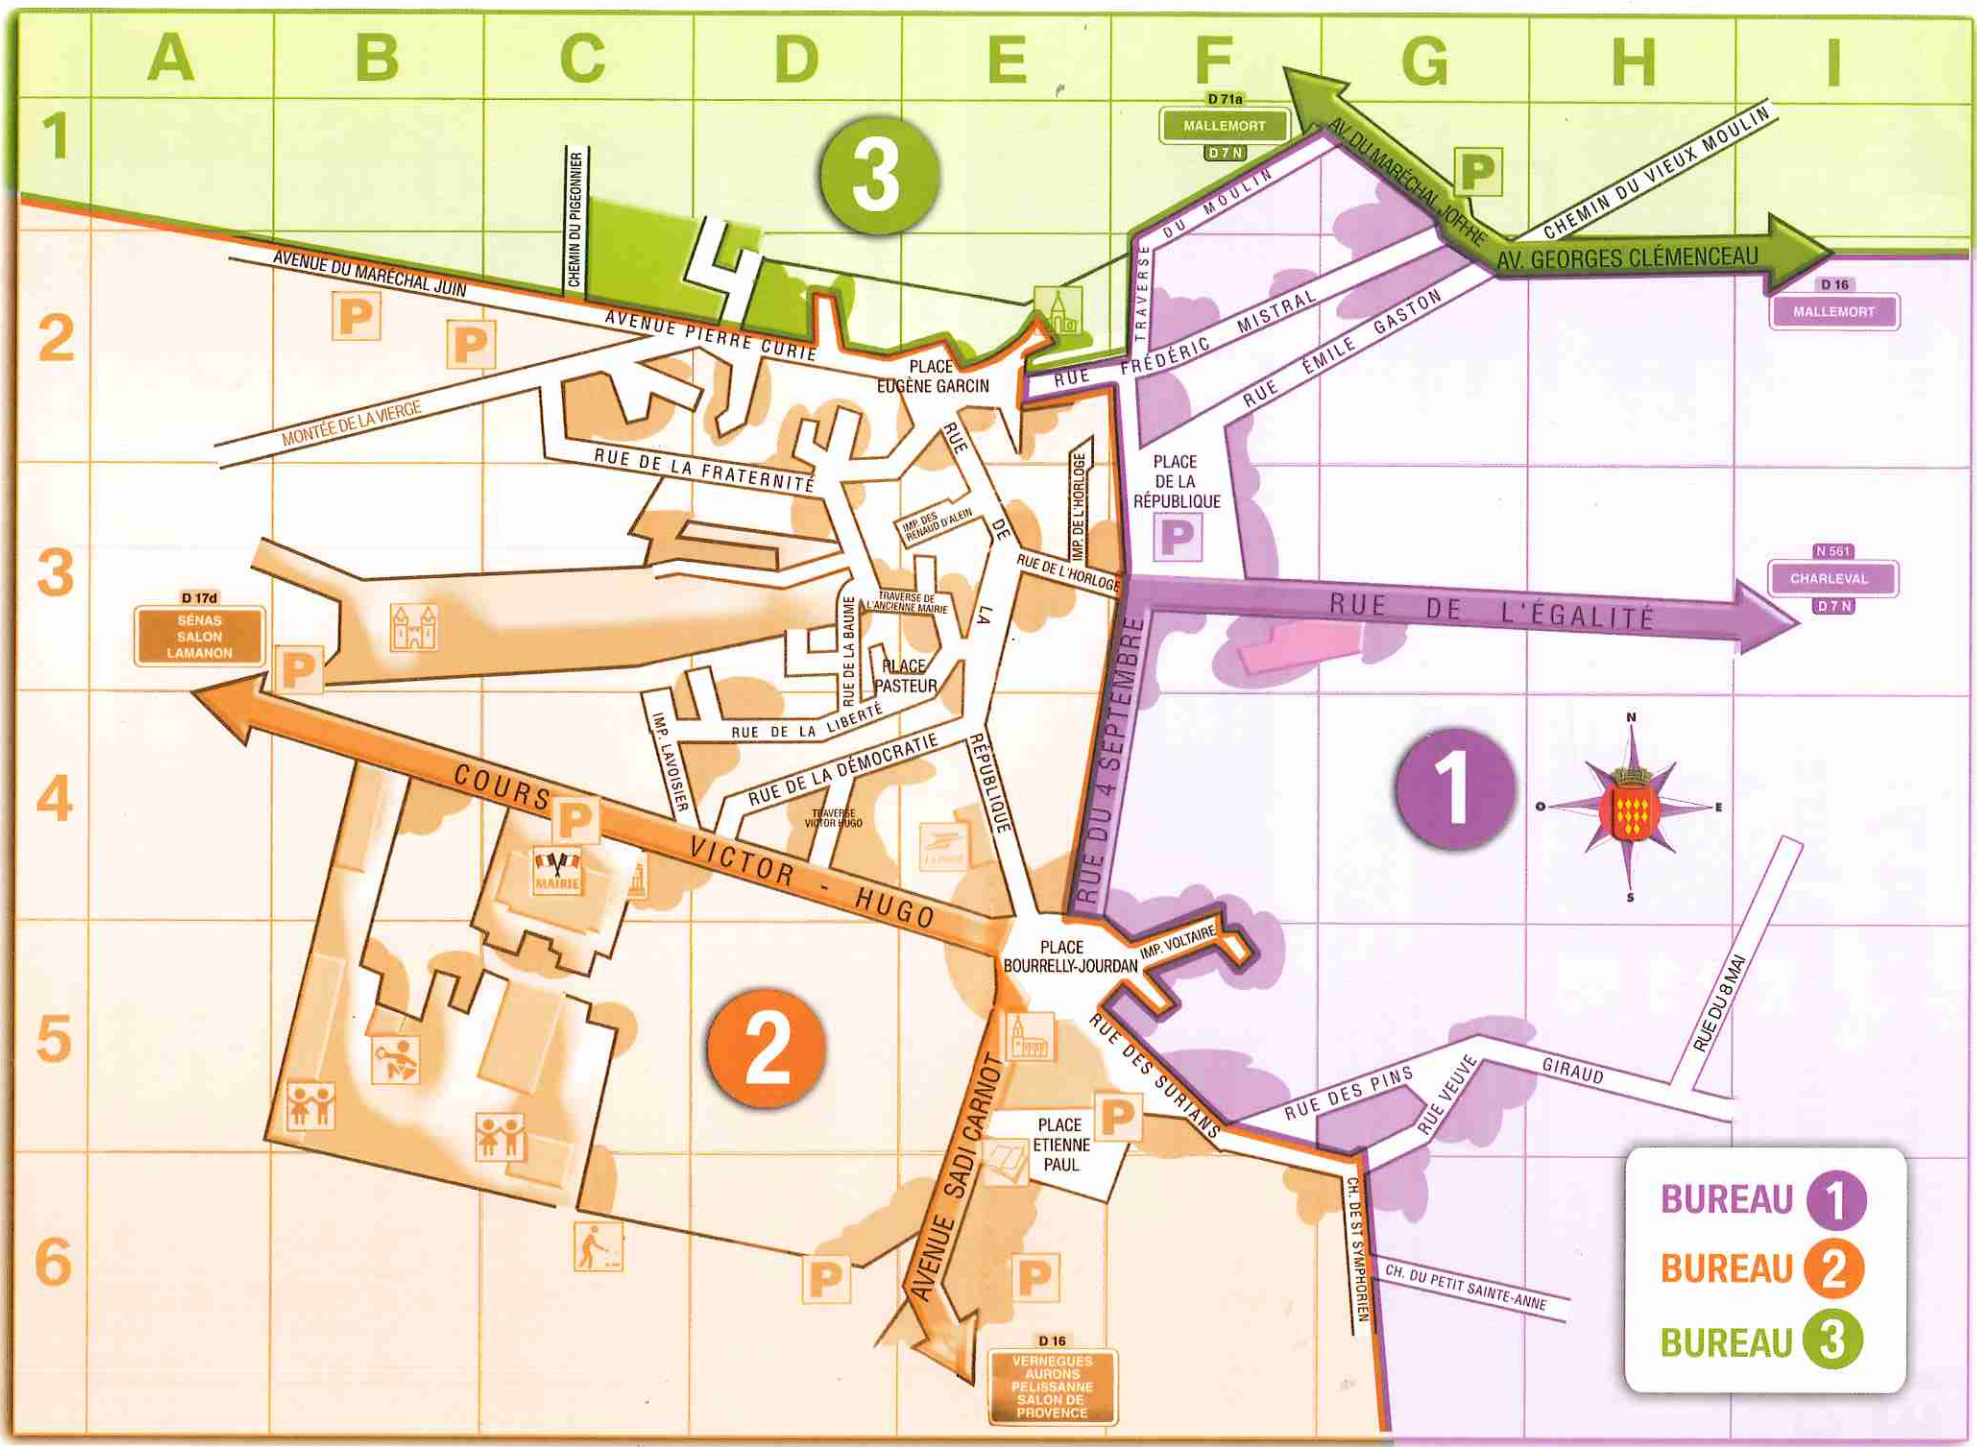 A B C D E F G H I
1
2
3
4
5
6
3
D 71a
MALLEMORT
D 7 N
AV. DU MARÉCHAL JOFFRE
P
CHEMIN DU VIEUX MOULIN
AV. GEORGES CLÉMENCEAU
D 16
MALLEMORT
CHEMIN DU PIGEONNIER
TRAVERSE DU MOULIN
AVENUE DU MARÉCHAL JUIN
P
P
AVENUE PIERRE CURIE
PLACE
EUGÈNE GARCIN
RUE FRÉDÉRIC MISTRAL
RUE ÉMILE GASTON
MONTÉE DE LA VIERGE
RUE DE LA FRATERNITÉ
RUE DE LA RÉPUBLIQUE
IMP. DES
RENAUD D'ALEIN
IMP. DE L'HORLOGE
RUE DE L'HORLOGE
PLACE
DE LA
RÉPUBLIQUE
P
N 561
CHARLEVAL
D 7 N
RUE DE L'ÉGALITÉ
D 17d
SÉNAS
SALON
LAMANON
P
TRAVERSE DE
L'ANCIENNE MAIRIE
RUE DE LA BAUME
PLACE
PASTEUR
RUE DU 4 SEPTEMBRE
IMP. LAVOISIER
RUE DE LA LIBERTÉ
RUE DE LA DÉMOCRATIE
TRAVERSE
VICTOR HUGO
COURS VICTOR - HUGO
P
MAIRIE
LA POSTE
1
N
O
E
S
PLACE
BOURRELLY-JOURDAN
IMP. VOLTAIRE
2
RUE DES SURIANS
RUE DES PINS
RUE VEUVE GIRAUD
RUE DU 8 MAI
AVENUE SADI CARNOT
P
PLACE
ETIENNE
PAUL
CH. DE ST SYMPHORIEN
CH. DU PETIT SAINTE-ANNE
P
P
D 16
VERNEGUES
AURONS
PELISSANNE
SALON DE
PROVENCE
BUREAU 1
BUREAU 2
BUREAU 3